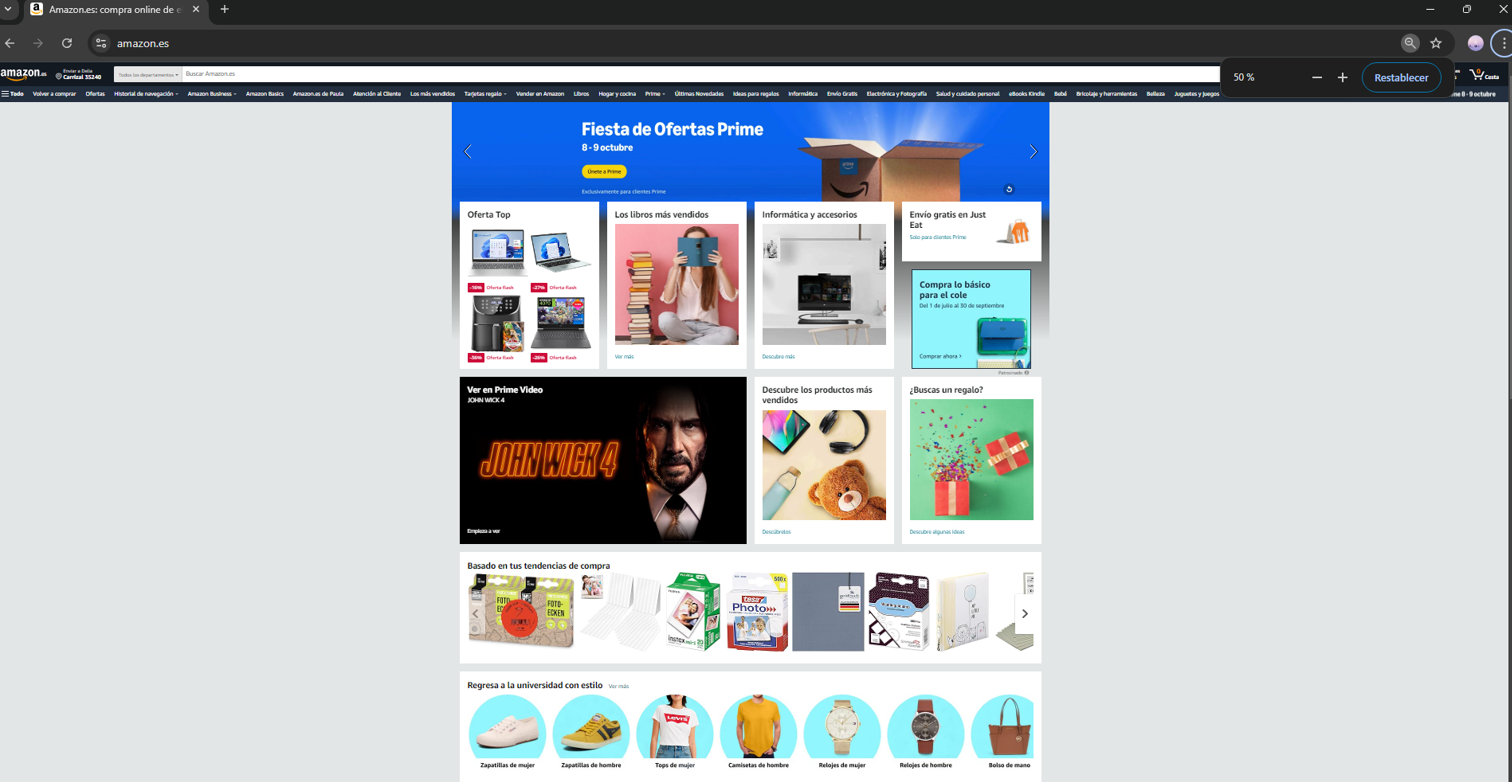 Amazon.es: compra online de e
amazon.es
50 %
Restablecer
amazon.es
Enviar a Delia
Carrizal 35240
Todos los departamentos
Buscar Amazon.es
Cesta
Todo
Volver a comprar
Ofertas
Historial de navegación
Amazon Business
Amazon Basics
Amazon.es de Paula
Atención al Cliente
Los más vendidos
Tarjetas regalo
Vender en Amazon
Libros
Hogar y cocina
Prime
Últimas Novedades
Ideas para regalos
Informática
Envío Gratis
Electrónica y Fotografía
Salud y cuidado personal
eBooks Kindle
Bebé
Bricolaje y herramientas
Belleza
Juguetes y juegos
8 - 9 octubre
Fiesta de Ofertas Prime
8 - 9 octubre
Únete a Prime
Exclusivamente para clientes Prime
Oferta Top
-16% Oferta flash
-27% Oferta flash
Oferta flash
Oferta flash
Los libros más vendidos
Ver más
Informática y accesorios
Descubre más
Envío gratis en Just
Eat
Solo para clientes Prime
Compra lo básico
para el cole
Del 1 de julio al 30 de septiembre
Comprar ahora ›
Patrocinado
Ver en Prime Video
JOHN WICK 4
JOHN WICK 4
Empieza a ver
Descubre los productos más
vendidos
Descúbrelos
¿Buscas un regalo?
Descubre algunas ideas
Basado en tus tendencias de compra
FOTO-
ECKEN
FOTO-
ECKEN
instax mini
tesa
Photo
500x
Regresa a la universidad con estilo
Ver más
Levi's
Zapatillas de mujer
Zapatillas de hombre
Tops de mujer
Camisetas de hombre
Relojes de mujer
Relojes de hombre
Bolso de mano